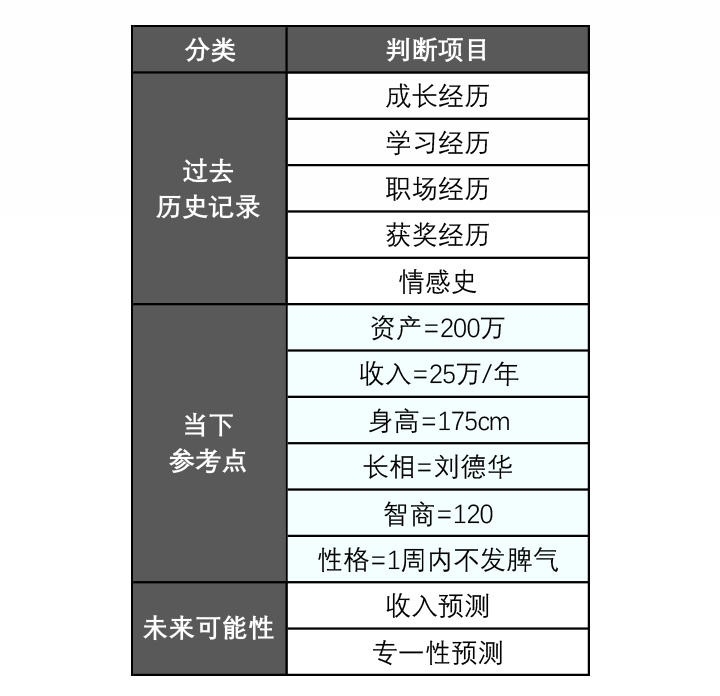 分类 判断项目
过去
历史记录
成长经历
学习经历
职场经历
获奖经历
情感史
当下
参考点
资产=200万
收入=25万/年
身高=175cm
长相=刘德华
智商=120
性格=1周内不发脾气
未来可能性
收入预测
专一性预测